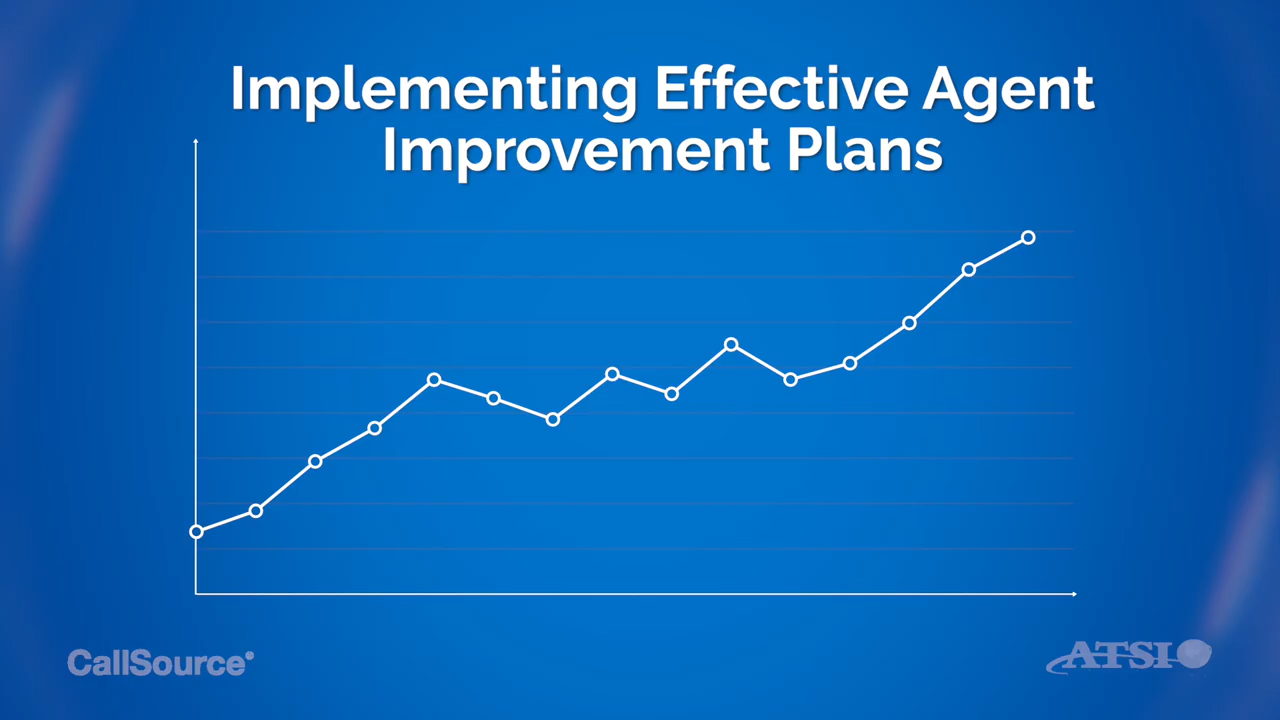 Implementing Effective Agent
Improvement Plans
CallSource
ATSI